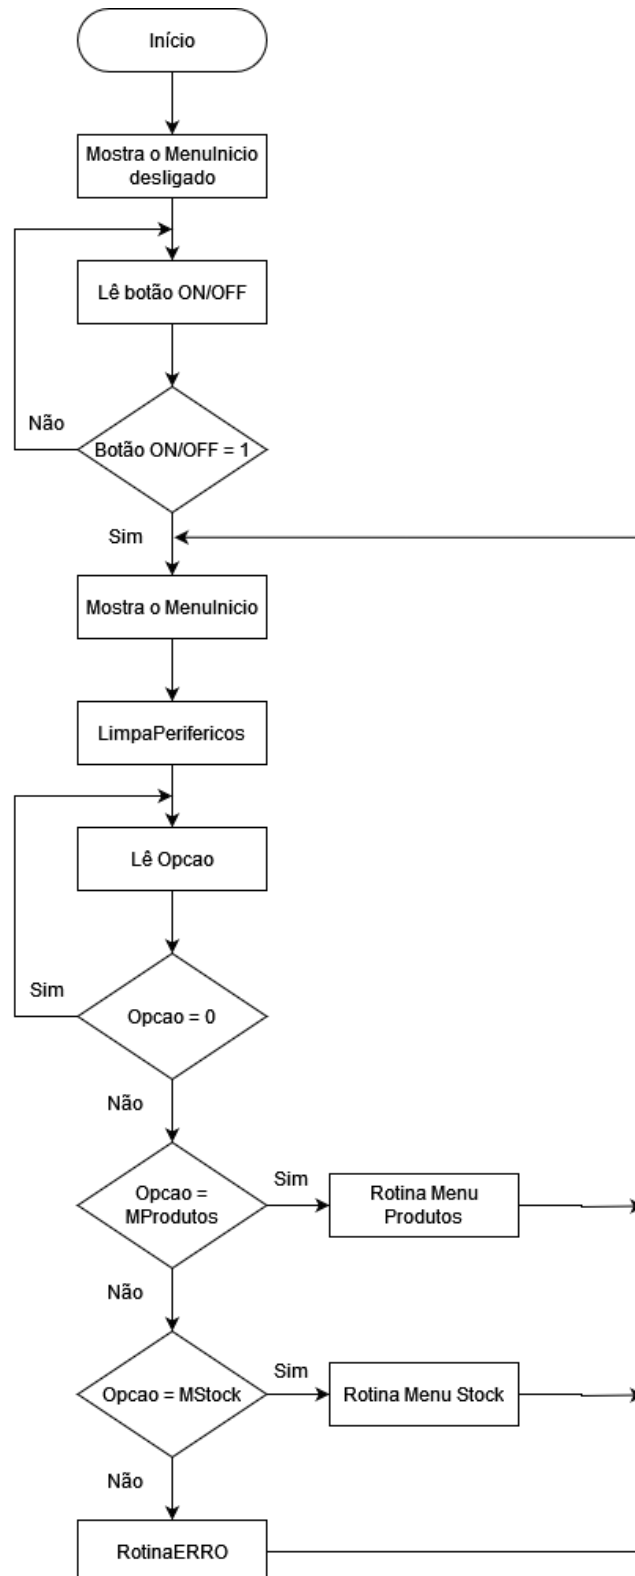 Início
Mostra o MenuInicio
desligado
Lê botão ON/OFF
Não
Botão ON/OFF = 1
Sim
Mostra o MenuInicio
LimpaPerifericos
Lê Opcao
Sim
Opcao = 0
Não
Opcao =
MProdutos
Sim
Rotina Menu
Produtos
Não
Opcao = MStock
Sim
Rotina Menu Stock
Não
RotinaERRO